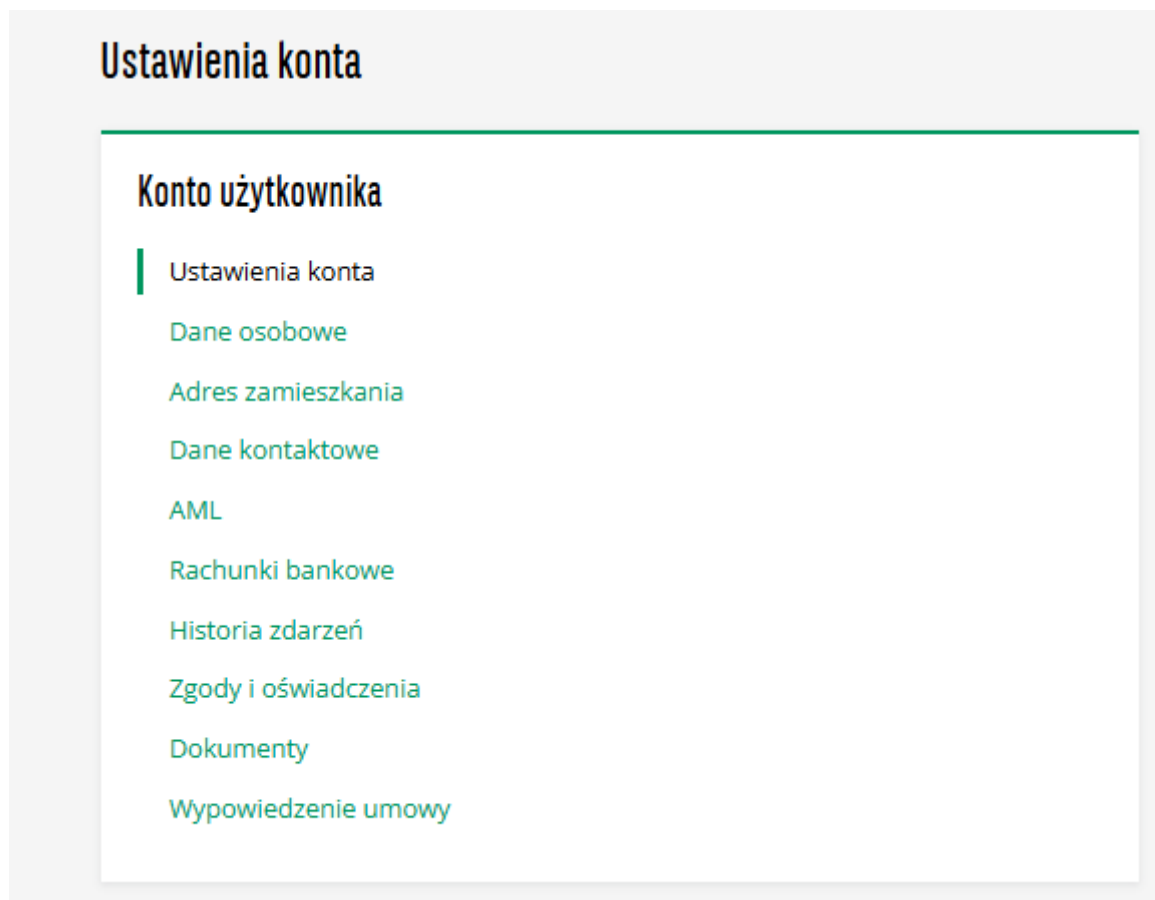 Ustawienia konta
Konto użytkownika
Ustawienia konta
Dane osobowe
Adres zamieszkania
Dane kontaktowe
AML
Rachunki bankowe
Historia zdarzeń
Zgody i oświadczenia
Dokumenty
Wypowiedzenie umowy